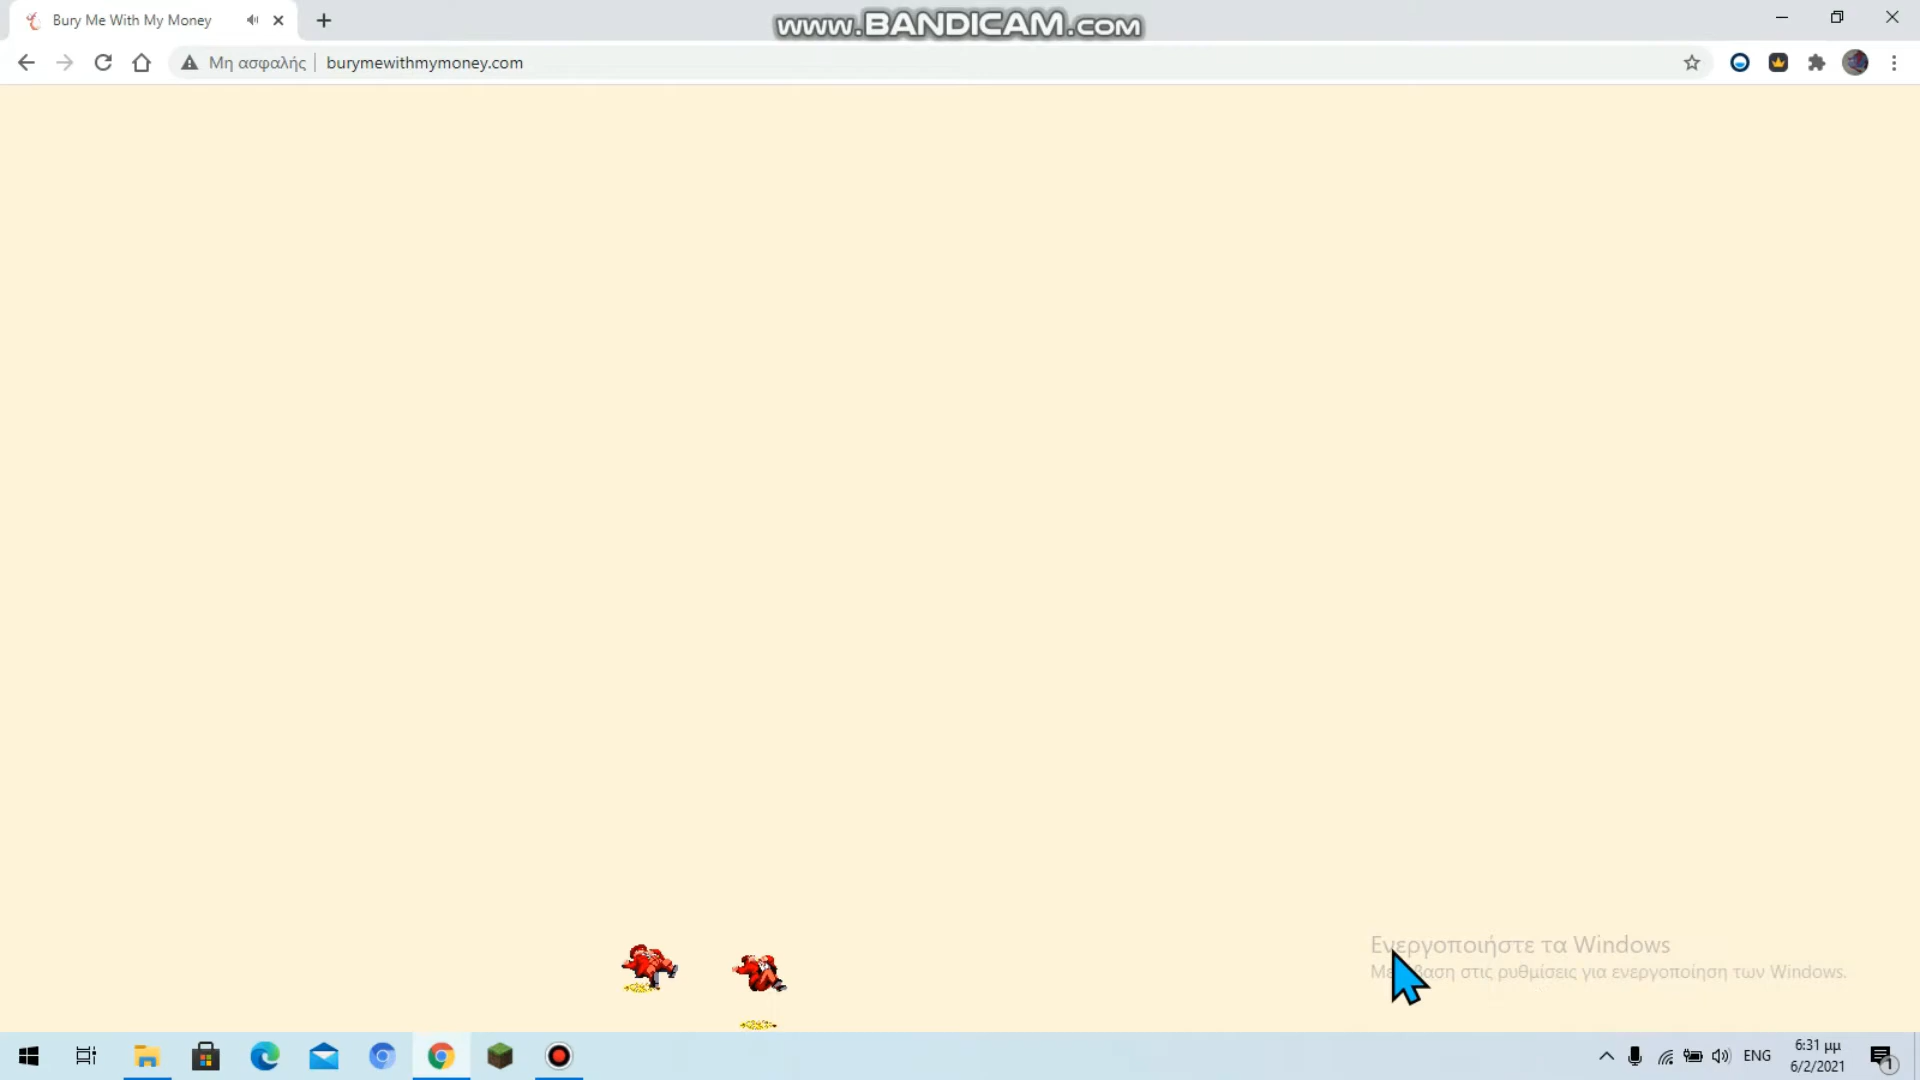 Bury Me With My Money
www.BANDICAM.com
Μη ασφαλής
burymewithmymoney.com
Ενεργοποιήστε τα Windows
στις ρυθμίσεις για ενεργοποίηση των Windows.
ENG
6:31 μμ
6/2/2021
1